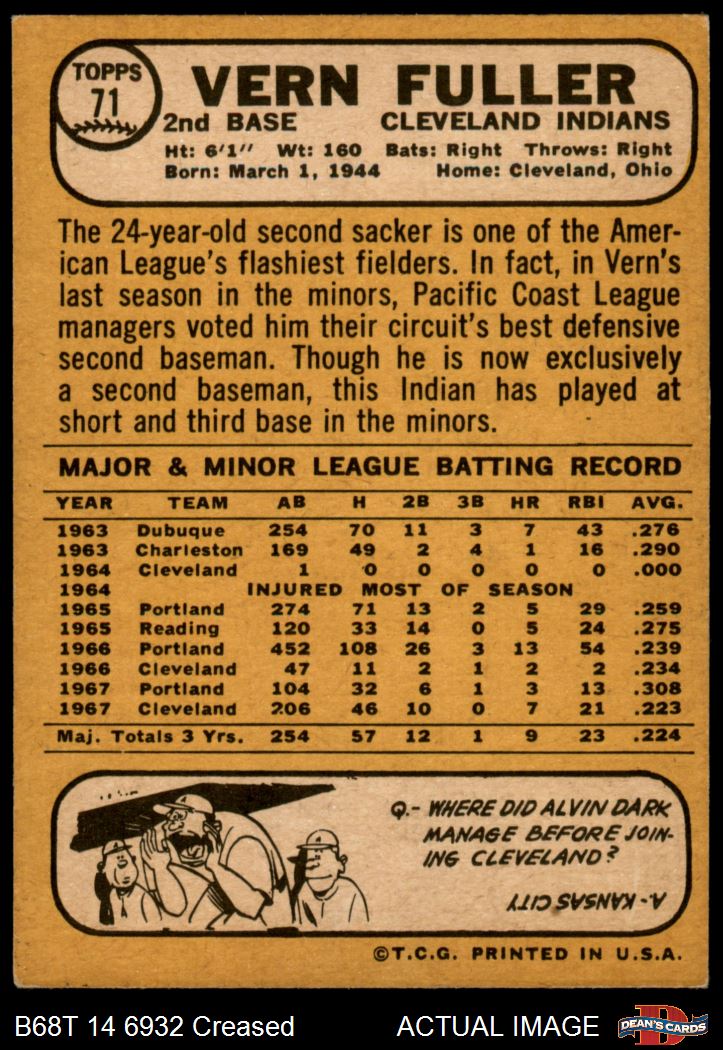 TOPPS
71
VERN FULLER
2nd BASE CLEVELAND INDIANS
Ht: 6'1" Wt: 160 Bats: Right Throws: Right
Born: March 1, 1944 Home: Cleveland, Ohio
The 24-year-old second sacker is one of the Amer-
ican League's flashiest fielders. In fact, in Vern's
last season in the minors, Pacific Coast League
managers voted him their circuit's best defensive
second baseman. Though he is now exclusively
a second baseman, this Indian has played at
short and third base in the minors.
MAJOR & MINOR LEAGUE BATTING RECORD
YEAR TEAM AB H 2B 3B HR RBI AVG.
1963 Dubuque 254 70 11 3 7 43 .276
1963 Charleston 169 49 2 4 1 16 .290
1964 Cleveland 1 0 0 0 0 0 .000
1964 INJURED MOST OF SEASON
1965 Portland 274 71 13 2 5 29 .259
1965 Reading 120 33 14 0 5 24 .275
1966 Portland 452 108 26 3 13 54 .239
1966 Cleveland 47 11 2 1 2 2 .234
1967 Portland 104 32 6 1 3 13 .308
1967 Cleveland 206 46 10 0 7 21 .223
Maj. Totals 3 Yrs. 254 57 12 1 9 23 .224
Q.- WHERE DID ALVIN DARK
MANAGE BEFORE JOIN-
ING CLEVELAND?
A- KANSAS CITY
A
A
A
©T.C.G. PRINTED IN U.S.A.
B68T 14 6932 Creased ACTUAL IMAGE
D
DEAN'S CARDS